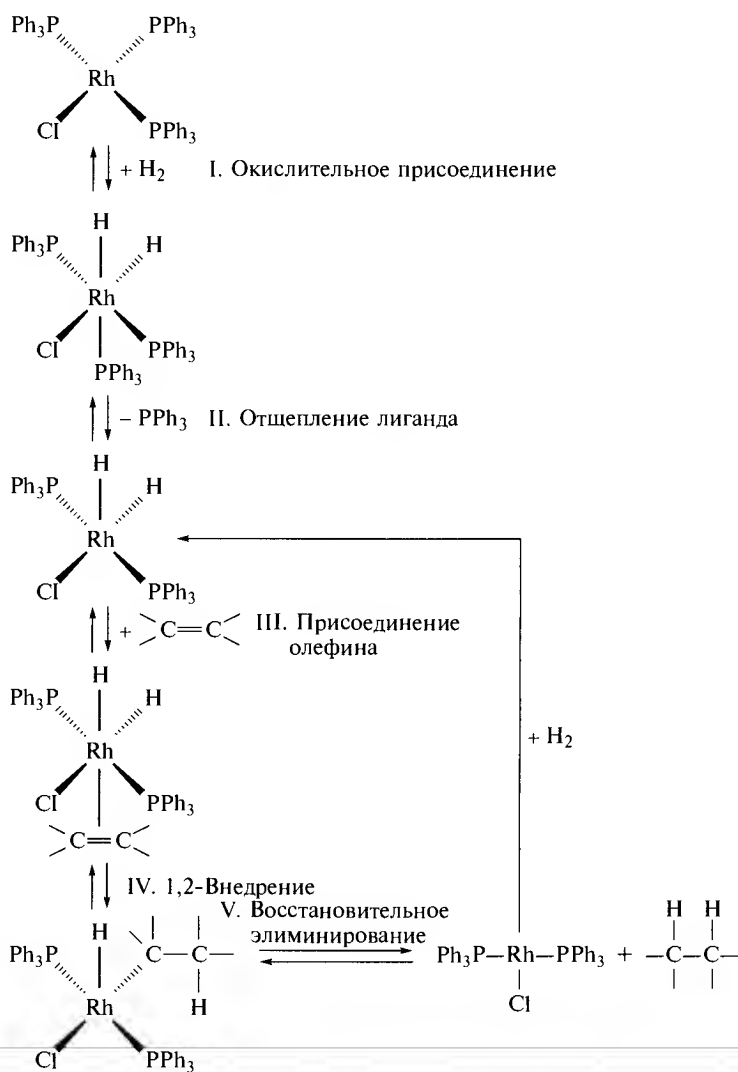 Ph₃P PPh₃
Rh
Cl PPh₃
+ H₂ I. Окислительное присоединение
H
Ph₃P H
Rh
Cl PPh₃
PPh₃
– PPh₃ II. Отщепление лиганда
H
Ph₃P H
Rh
Cl PPh₃
+ C=C III. Присоединение
олефина
H
Ph₃P H
Rh + H₂
Cl PPh₃
C=C
IV. 1,2-Внедрение
V. Восстановительное
элиминирование
H H H
Ph₃P C–C– Ph₃P–Rh–PPh₃ + –C–C–
H Cl
Rh
Cl PPh₃